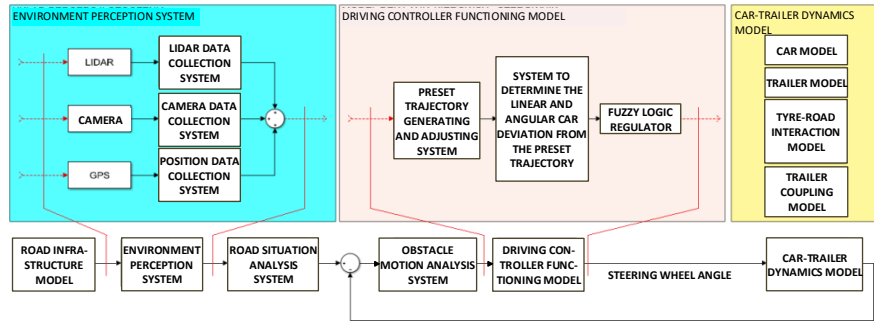 ENVIRONMENT PERCEPTION SYSTEM
LIDAR
LIDAR DATA
COLLECTION
SYSTEM
CAMERA
CAMERA DATA
COLLECTION
SYSTEM
GPS
POSITION DATA
COLLECTION
SYSTEM
DRIVING CONTROLLER FUNCTIONING MODEL
PRESET
TRAJECTORY
GENERATING
AND ADJUSTING
SYSTEM
SYSTEM TO
DETERMINE THE
LINEAR AND
ANGULAR CAR
DEVIATION FROM
THE PRESET
TRAJECTORY
FUZZY LOGIC
REGULATOR
CAR-TRAILER DYNAMICS
MODEL
CAR MODEL
TRAILER MODEL
TYRE-ROAD
INTERACTION
MODEL
TRAILER
COUPLING
MODEL
ROAD INFRA-
STRUCTURE
MODEL
ENVIRONMENT
PERCEPTION
SYSTEM
ROAD SITUATION
ANALYSIS
SYSTEM
OBSTACLE
MOTION ANALYSIS
SYSTEM
DRIVING CON-
TROLLER FUNC-
TIONING MODEL
STEERING WHEEL ANGLE
CAR-TRAILER
DYNAMICS MODEL